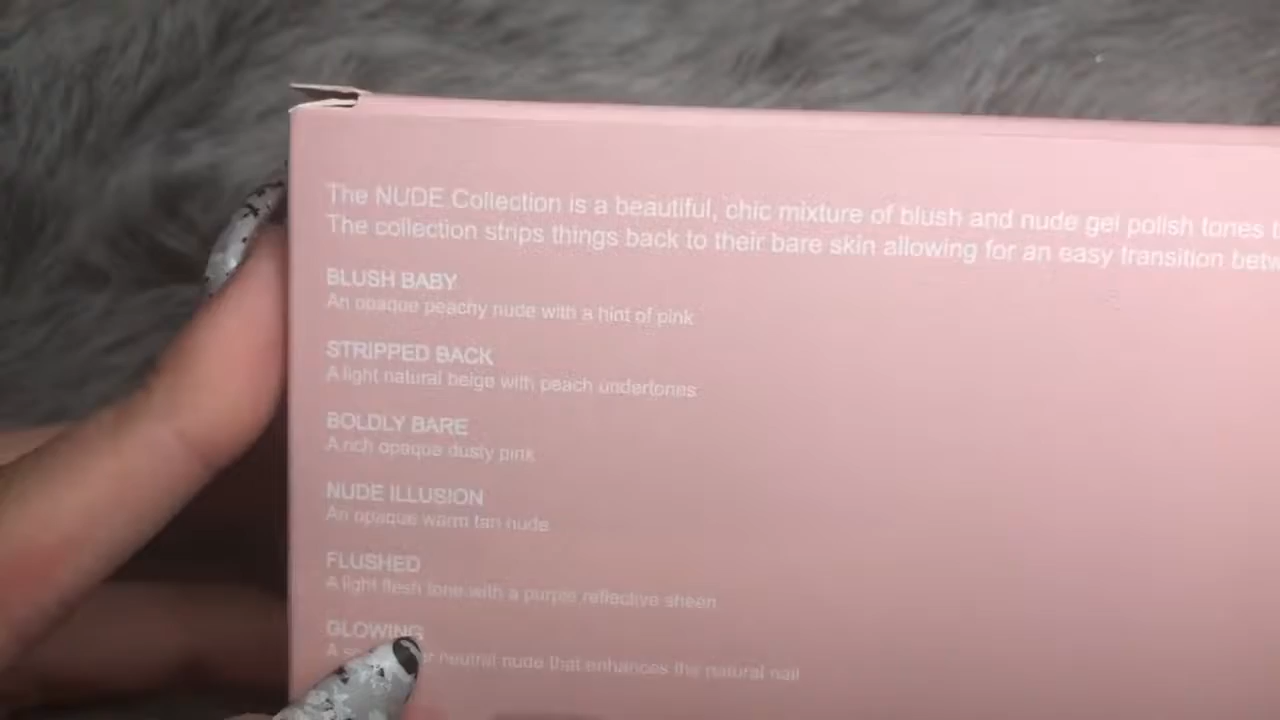 The NUDE Collection is a beautiful, chic mixture of blush and nude gel polish tones
The collection strips things back to their bare skin allowing for an easy transition
BLUSH BABY
An opaque peachy nude with a hint of pink
STRIPPED BACK
A light natural beige with peach undertones
BOLDLY BARE
A rich opaque dusty pink
NUDE ILLUSION
An opaque warm tan nude
FLUSHED
A light flesh tone with a purple reflective sheen
GLOWING
A neutral nude that enhances the natural nail